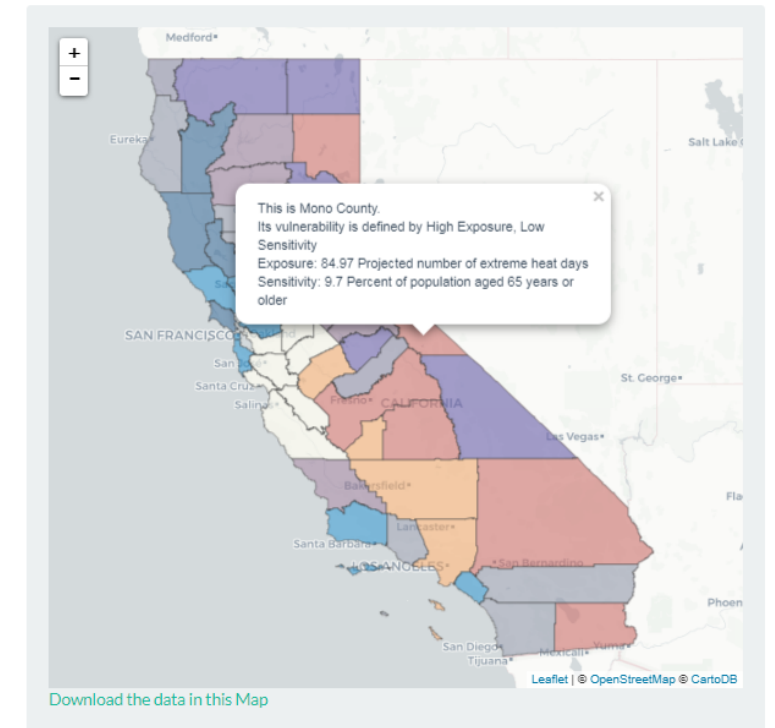 +
−
Medford
Eureka
Salt Lake
×
This is Mono County.
Its vulnerability is defined by High Exposure, Low
Sensitivity
Exposure: 84.97 Projected number of extreme heat days
Sensitivity: 9.7 Percent of population aged 65 years or
older
SAN FRANCISCO
San Jose
St. George
Santa Cruz
Fresno
CALIFORNIA
Salinas
Las Vegas
Bakersfield
Lancaster
Santa Barbara
LOS ANGELES
San Bernardino
Phoen
San Diego
Yuma
Mexicali
Tijuana
Leaflet | © OpenStreetMap © CartoDB
Download the data in this Map